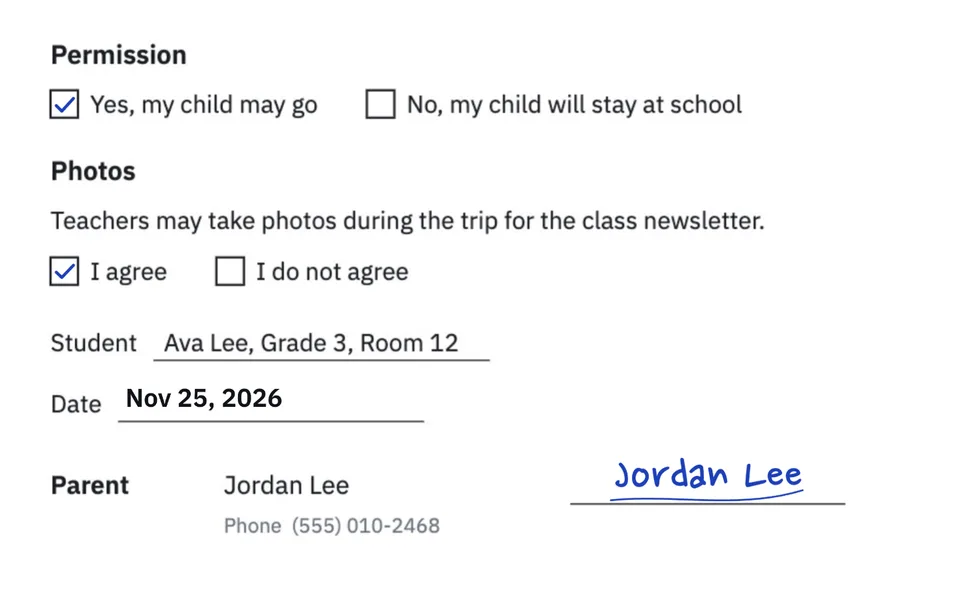 Permission
Yes, my child may go No, my child will stay at school
Photos
Teachers may take photos during the trip for the class newsletter.
I agree I do not agree
Student Ava Lee, Grade 3, Room 12
Date Nov 25, 2026
Parent Jordan Lee Jordan Lee
Phone (555) 010-2468